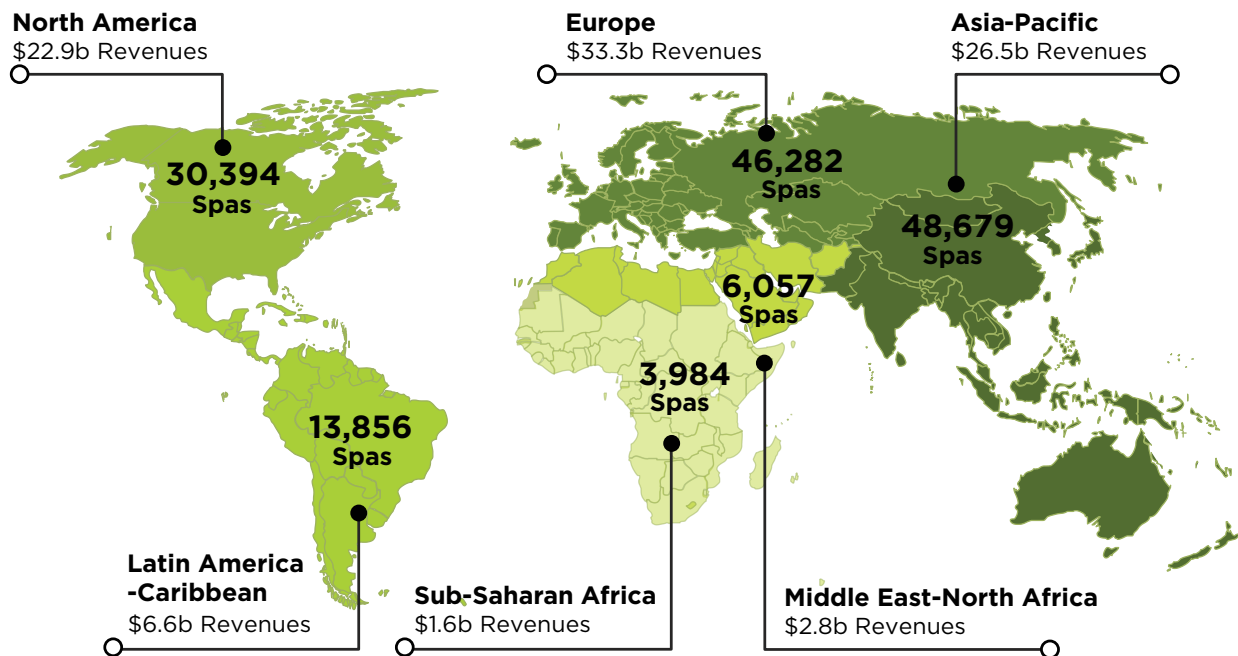 North America
$22.9b Revenues
Europe
$33.3b Revenues
Asia-Pacific
$26.5b Revenues
30,394
Spas
46,282
Spas
48,679
Spas
6,057
Spas
3,984
Spas
13,856
Spas
Latin America
-Caribbean
$6.6b Revenues
Sub-Saharan Africa
$1.6b Revenues
Middle East-North Africa
$2.8b Revenues